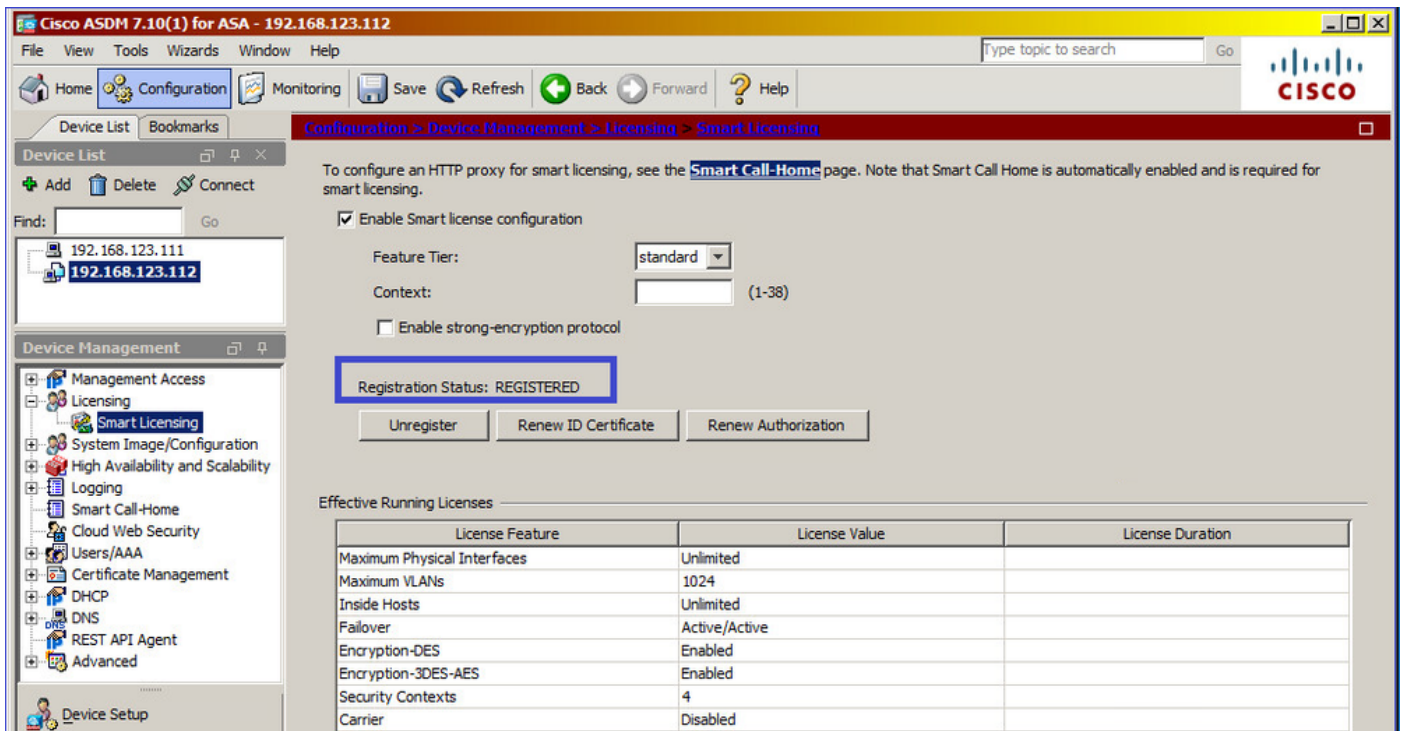 Cisco ASDM 7.10(1) for ASA - 192.168.123.112
File View Tools Wizards Window Help
Type topic to search
Go
Home Configuration Monitoring Save Refresh Back Forward Help
CISCO
Device List Bookmarks
Configuration > Device Management > Licensing > Smart Licensing
Device List
Add Delete Connect
Find: Go
192.168.123.111
192.168.123.112
To configure an HTTP proxy for smart licensing, see the Smart Call-Home page. Note that Smart Call Home is automatically enabled and is required for
smart licensing.
Enable Smart license configuration
Feature Tier: standard
Context: (1-38)
Enable strong-encryption protocol
Registration Status: REGISTERED
Unregister Renew ID Certificate Renew Authorization
Device Management
Management Access
Licensing
Smart Licensing
System Image/Configuration
High Availability and Scalability
Logging
Smart Call-Home
Cloud Web Security
Users/AAA
Certificate Management
DHCP
DNS
DNS
REST API Agent
Advanced
Device Setup
Effective Running Licenses
License Feature License Value License Duration
Maximum Physical Interfaces Unlimited
Maximum VLANs 1024
Inside Hosts Unlimited
Failover Active/Active
Encryption-DES Enabled
Encryption-3DES-AES Enabled
Security Contexts 4
Carrier Disabled